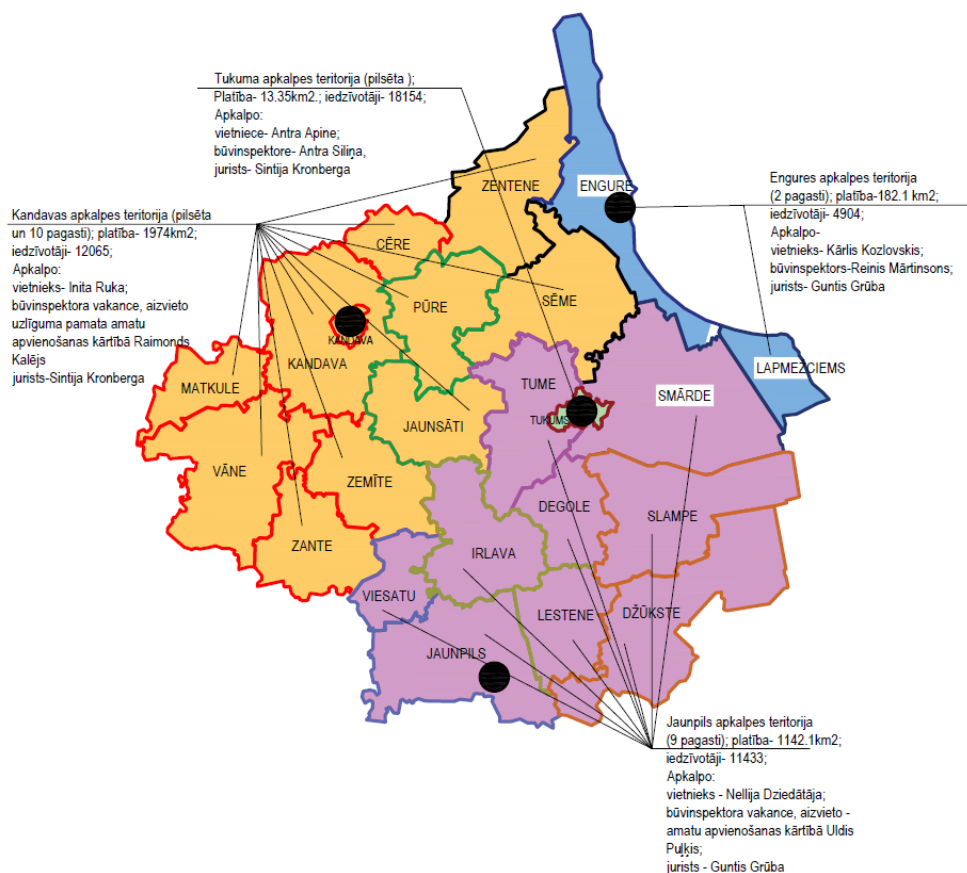 Tukuma apkalpes teritorija (pilsēta );
Platība- 13.35km2.; iedzīvotāji- 18154;
Apkalpo:
vietniece- Antra Apine;
būvinspektore- Antra Siliņa,
jurists- Sintija Kronberga
Kandavas apkalpes teritorija (pilsēta
un 10 pagasti); platība- 1974km2;
iedzīvotāji- 12065;
Apkalpo:
vietnieks- Inita Ruka;
būvinspektora vakance, aizvieto
uzlīguma pamata amatu
apvienošanas kārtībā Raimonds
Kalējs
jurists-Sintija Kronberga
Engures apkalpes teritorija
(2 pagasti); platība-182.1 km2;
iedzīvotāji- 4904;
Apkalpo-
vietnieks- Kārlis Kozlovskis;
būvinspektors-Reinis Mārtinsons;
jurists- Guntis Grūba
ZENTENE
ENGURE
CĒRE
PŪRE
SĒME
KANDAVA
KANDAVA
MATKULE
TUME
LAPMEŽCIEMS
SMĀRDE
JAUNSĀTI
TUKUMS
VĀNE
ZEMĪTE
DEGOLE
SLAMPE
ZANTE
IRLAVA
VIESATU
LESTENE
DŽŪKSTE
JAUNPILS
Jaunpils apkalpes teritorija
(9 pagasti); platība- 1142.1km2;
iedzīvotāji- 11433;
Apkalpo:
vietnieks - Nellija Dziedātāja;
būvinspektora vakance, aizvieto -
amatu apvienošanas kārtībā Uldis
Puļķis;
jurists - Guntis Grūba